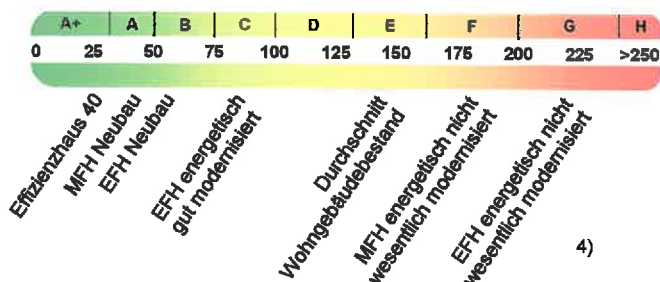 A+ A B C D E F G H
0 25 50 75 100 125 150 175 200 225 >250
Effizienzhaus 40
MFH Neubau
EFH Neubau
EFH energetisch
gut modernisiert
Durchschnitt
Wohngebäudebestand
MFH energetisch nicht
wesentlich modernisiert
EFH energetisch nicht
wesentlich modernisiert
4)